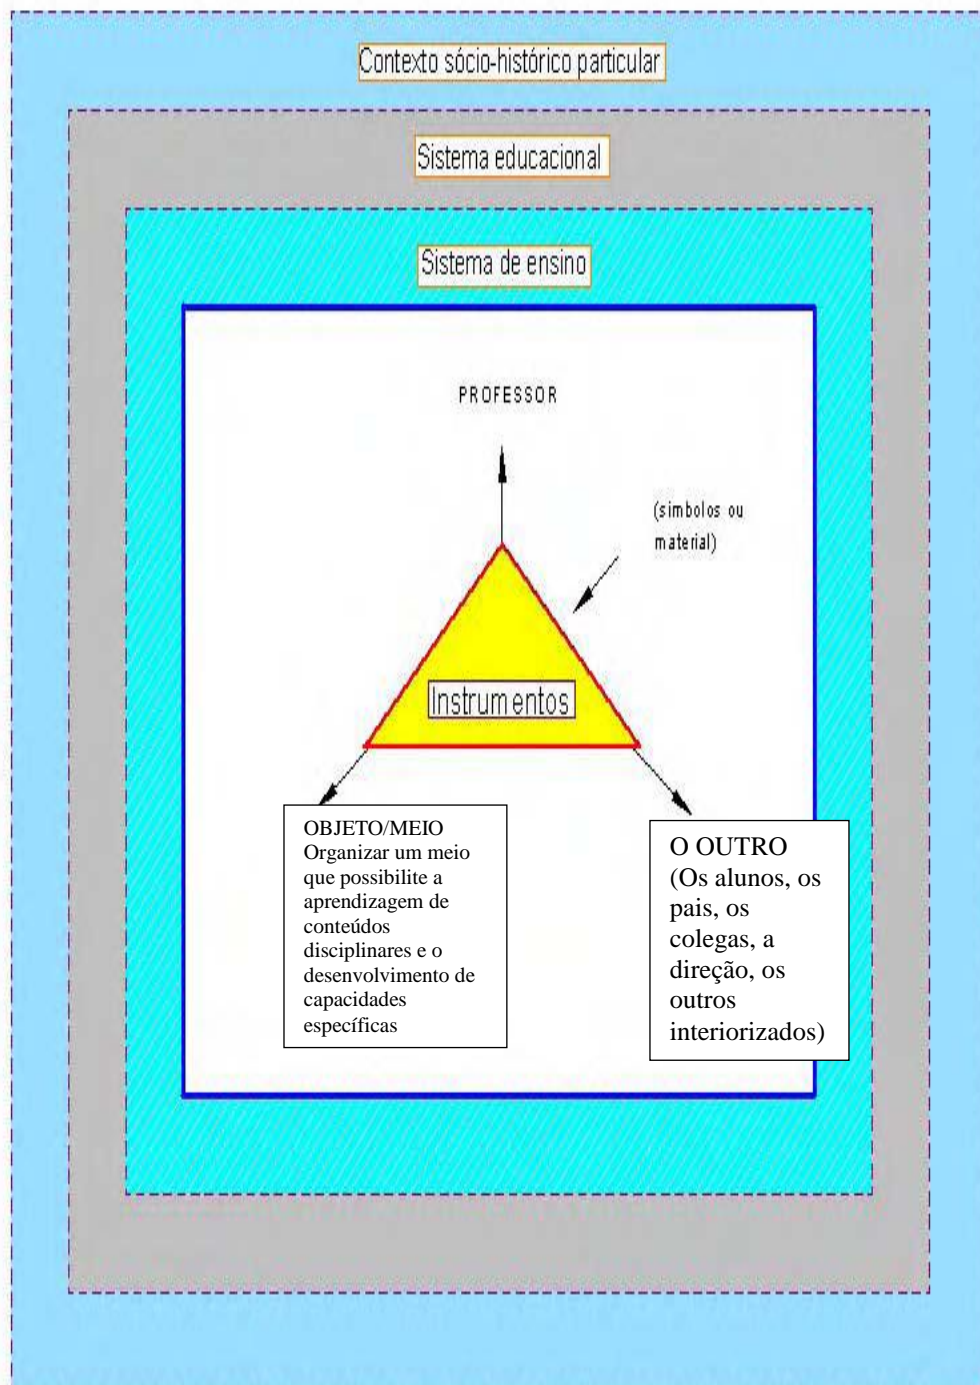 Contexto sócio-histórico particular
Sistema educacional
Sistema de ensino
PROFESSOR
(simbolos ou
material)
Instrumentos
OBJETO/MEIO
Organizar um meio
que possibilite a
aprendizagem de
conteúdos
disciplinares e o
desenvolvimento de
capacidades
específicas
O OUTRO
(Os alunos, os
pais, os
colegas, a
direção, os
outros
interiorizados)